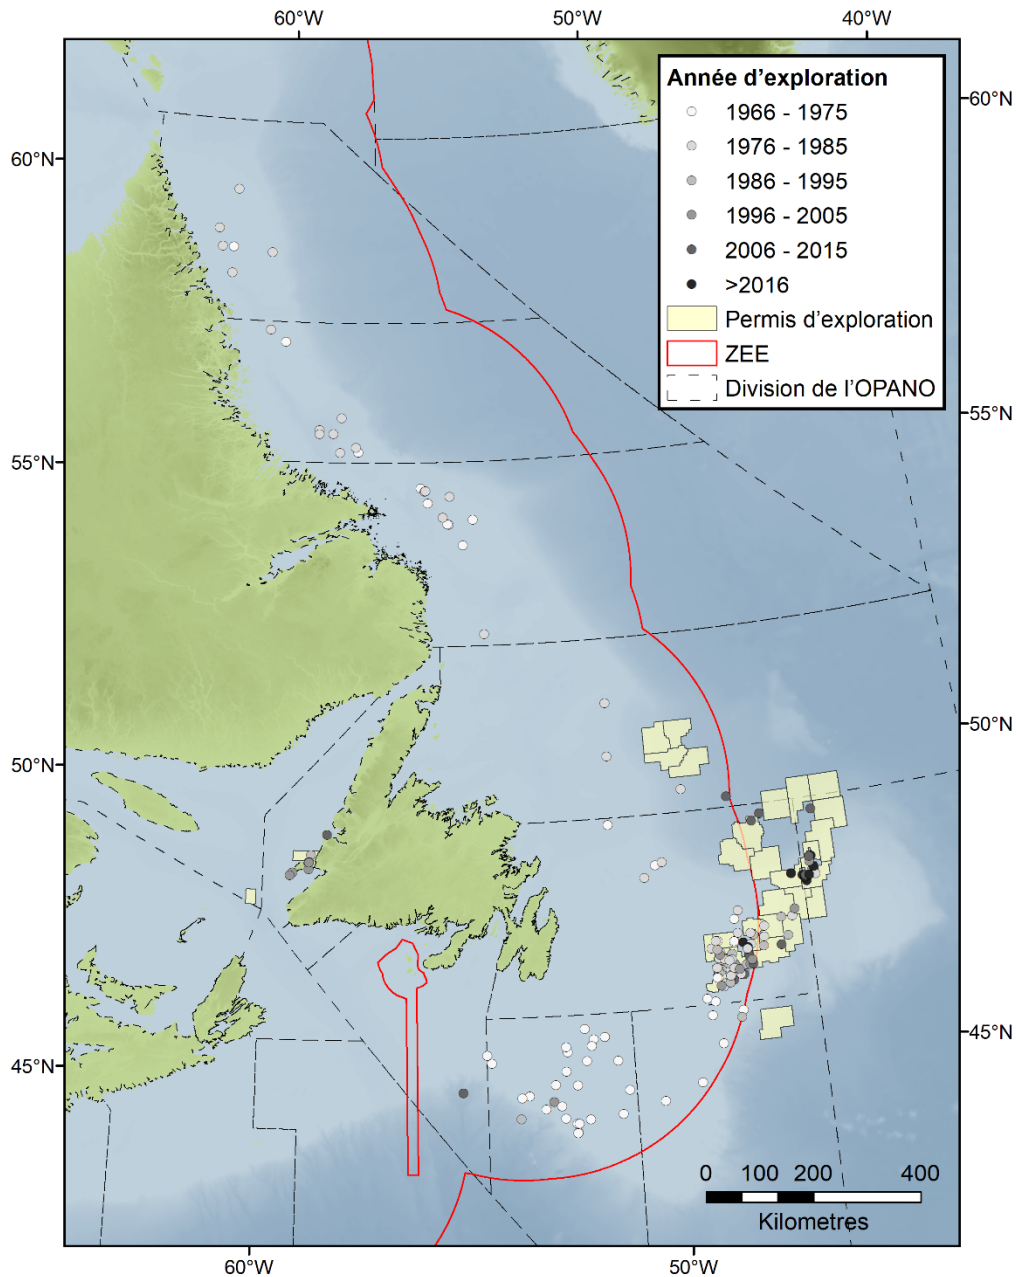 60°W 50°W 40°W
Année d'exploration
1966 - 1975
1976 - 1985
1986 - 1995
1996 - 2005
2006 - 2015
>2016
Permis d'exploration
ZEE
Division de l'OPANO
60°N
60°N
55°N
55°N
50°N
50°N
45°N
45°N
0 100 200 400
Kilometres
60°W 50°W